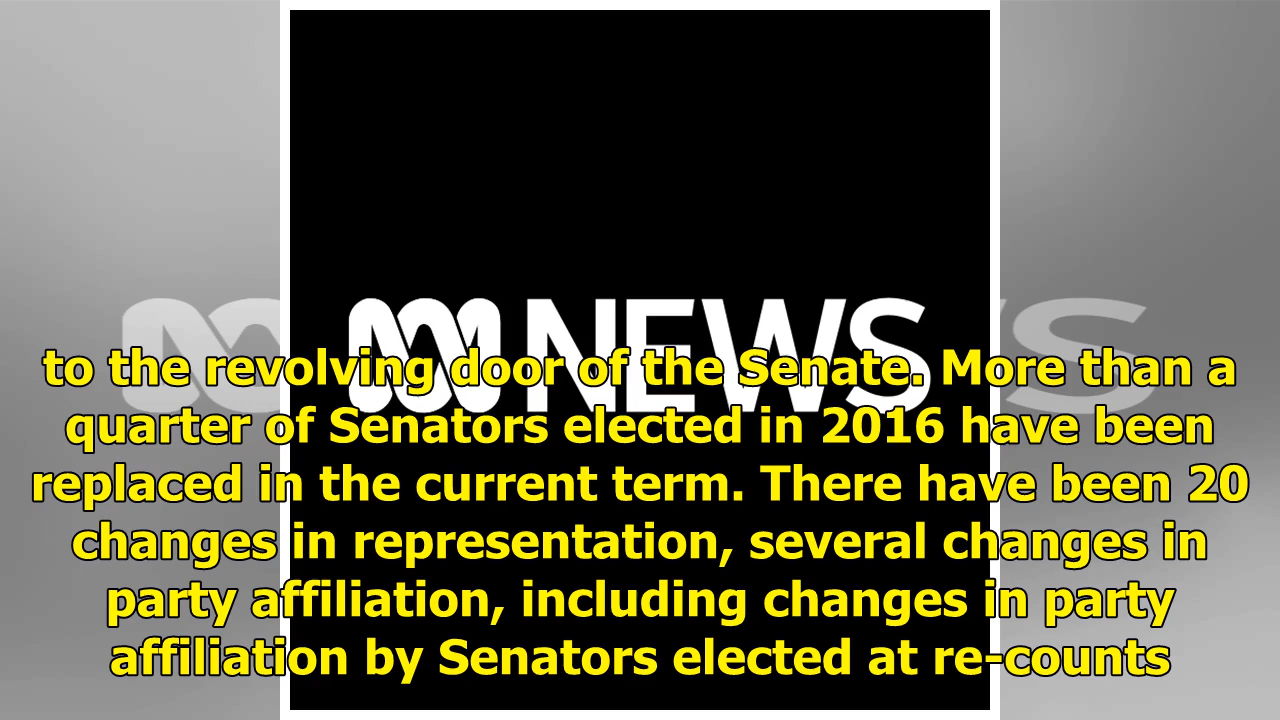 NEWS
to the revolving door of the Senate. More than a
quarter of Senators elected in 2016 have been
replaced in the current term. There have been 20
changes in representation, several changes in
party affiliation, including changes in party
affiliation by Senators elected at re-counts